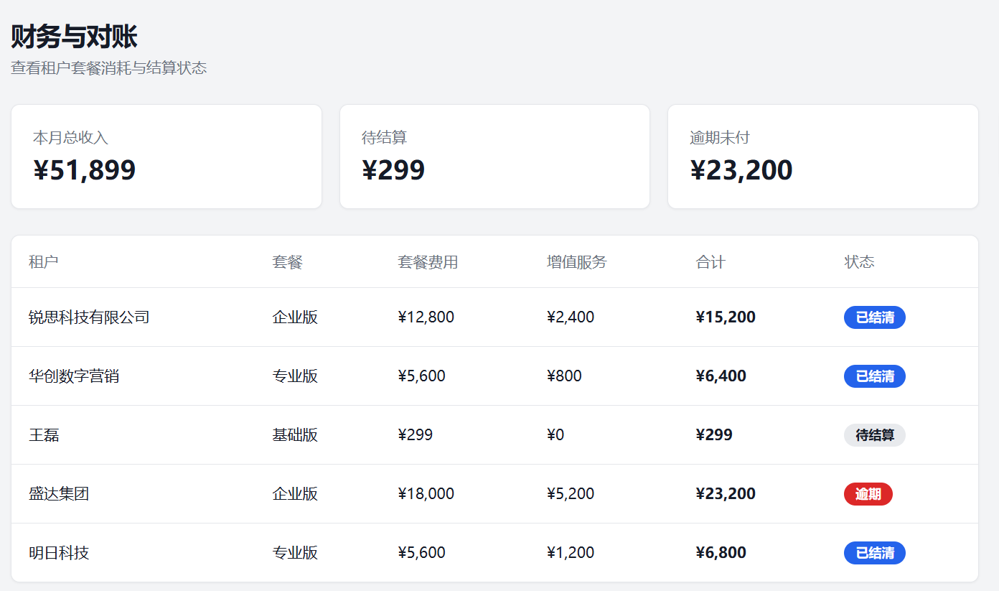 财务与对账
查看租户套餐消耗与结算状态
本月总收入 待结算 逾期未付
¥51,899 ¥299 ¥23,200
租户 套餐 套餐费用 增值服务 合计 状态
锐思科技有限公司 企业版 ¥12,800 ¥2,400 ¥15,200 已结清
华创数字营销 专业版 ¥5,600 ¥800 ¥6,400 已结清
王磊 基础版 ¥299 ¥0 ¥299 待结算
盛达集团 企业版 ¥18,000 ¥5,200 ¥23,200 逾期
明日科技 专业版 ¥5,600 ¥1,200 ¥6,800 已结清